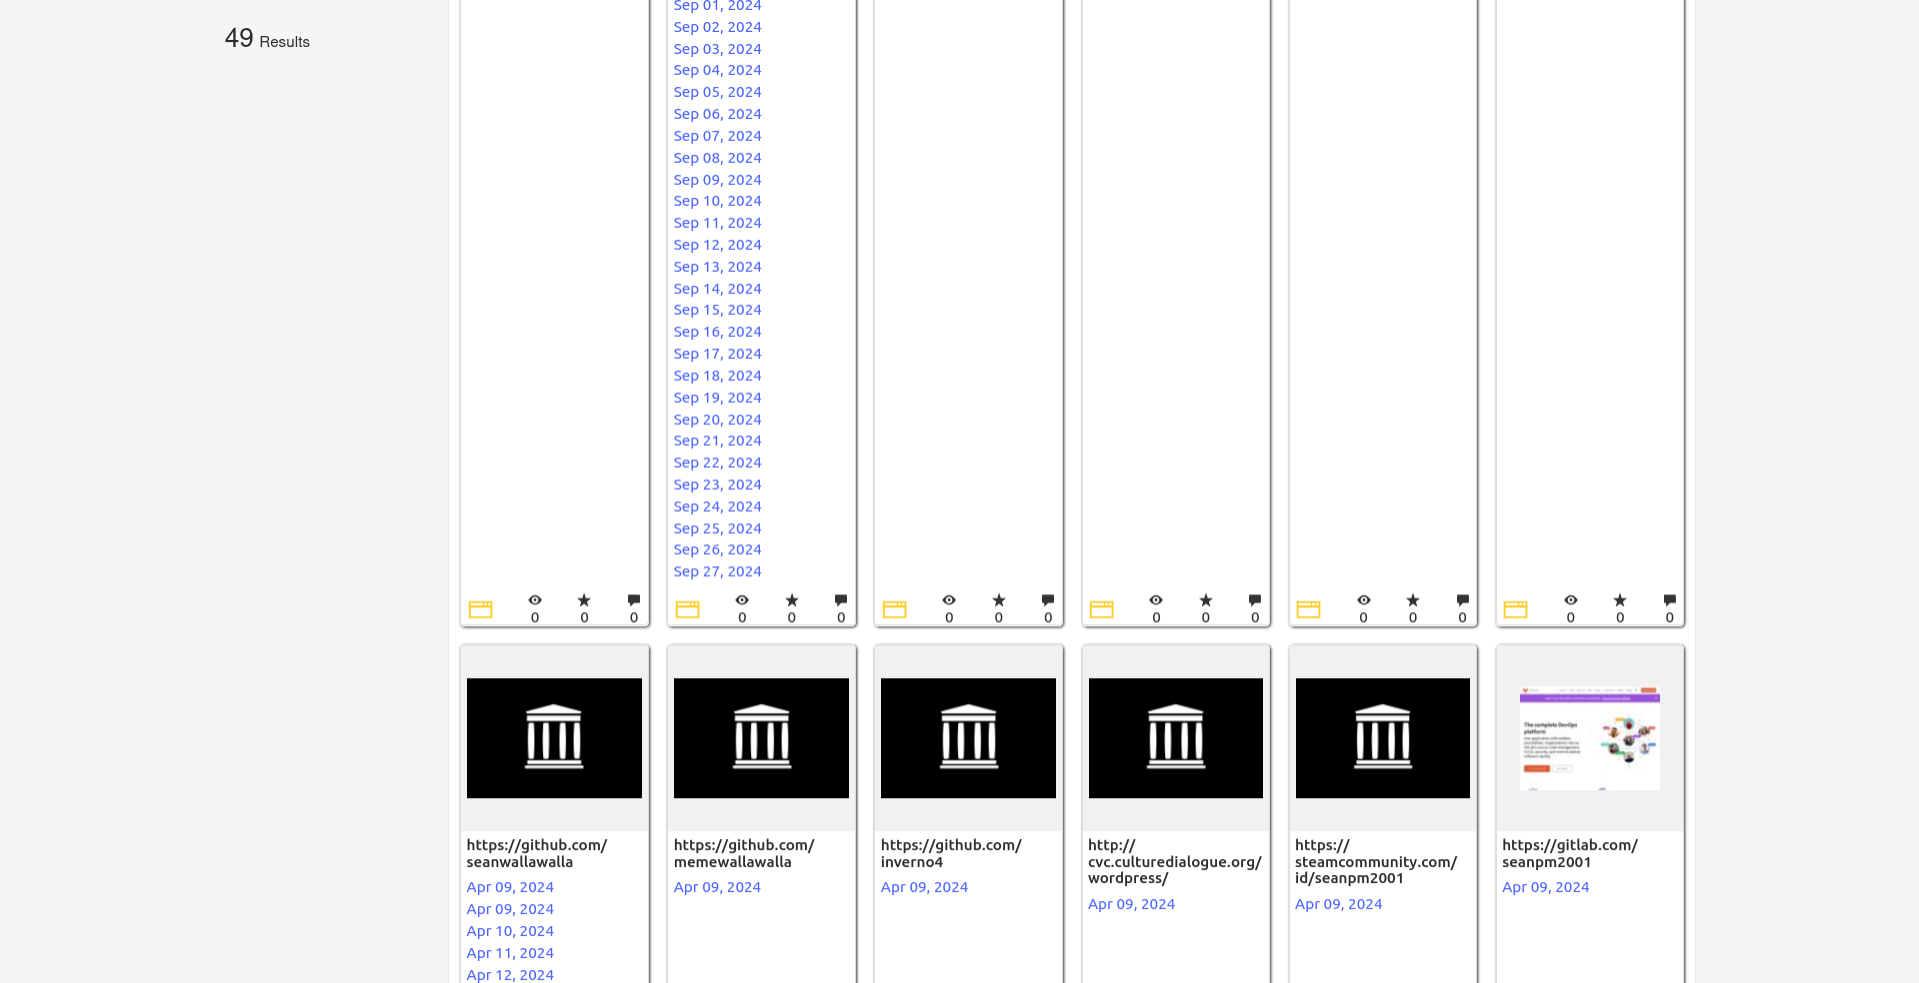 49 Results
Sep 01, 2024
Sep 02, 2024
Sep 03, 2024
Sep 04, 2024
Sep 05, 2024
Sep 06, 2024
Sep 07, 2024
Sep 08, 2024
Sep 09, 2024
Sep 10, 2024
Sep 11, 2024
Sep 12, 2024
Sep 13, 2024
Sep 14, 2024
Sep 15, 2024
Sep 16, 2024
Sep 17, 2024
Sep 18, 2024
Sep 19, 2024
Sep 20, 2024
Sep 21, 2024
Sep 22, 2024
Sep 23, 2024
Sep 24, 2024
Sep 25, 2024
Sep 26, 2024
Sep 27, 2024
0 0 0
0 0 0
0 0 0
0 0 0
0 0 0
0 0 0
https://github.com/
seanwallawalla
Apr 09, 2024
Apr 09, 2024
Apr 10, 2024
Apr 11, 2024
Apr 12, 2024
https://github.com/
memewallawalla
Apr 09, 2024
https://github.com/
inverno4
Apr 09, 2024
http://
cvc.culturedialogue.org/
wordpress/
Apr 09, 2024
https://
steamcommunity.com/
id/seanpm2001
Apr 09, 2024
The complete DevOps
platform
https://gitlab.com/
seanpm2001
Apr 09, 2024